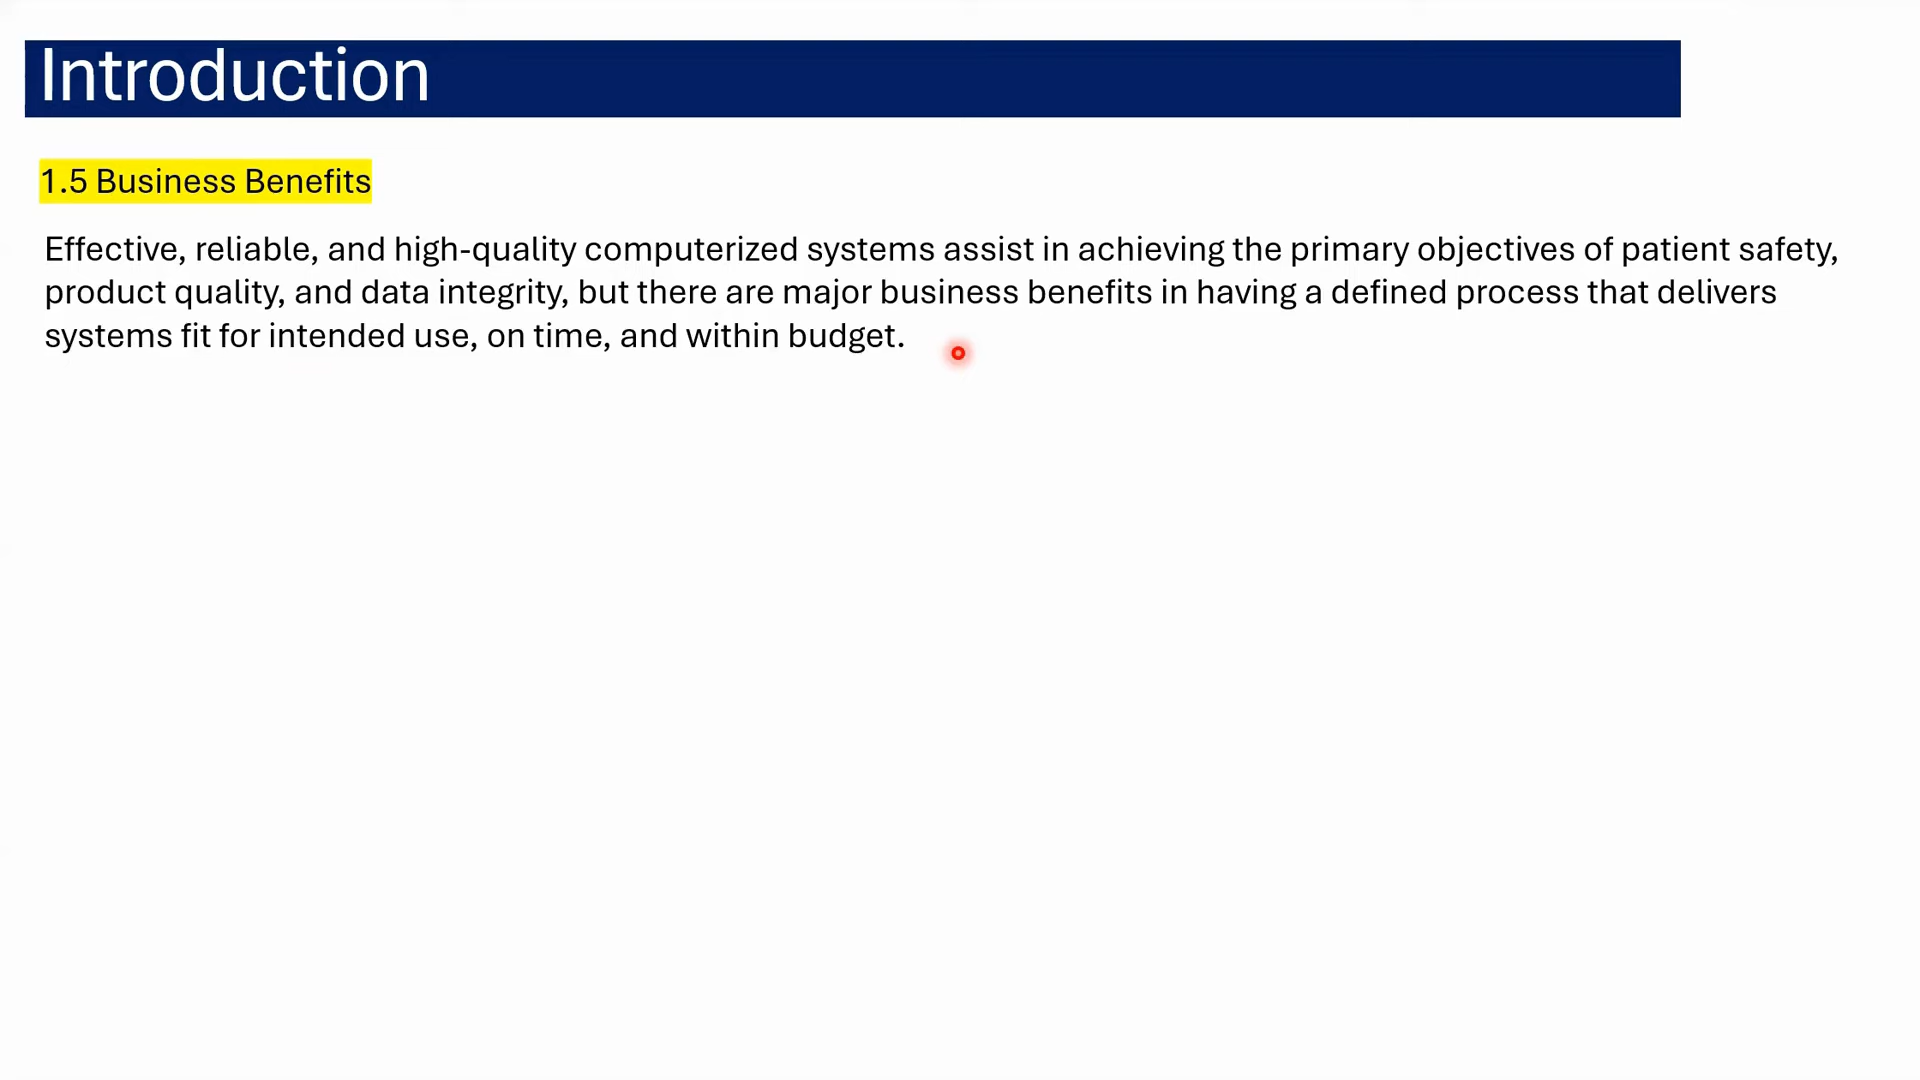 Introduction
1.5 Business Benefits
Effective, reliable, and high-quality computerized systems assist in achieving the primary objectives of patient safety,
product quality, and data integrity, but there are major business benefits in having a defined process that delivers
systems fit for intended use, on time, and within budget.